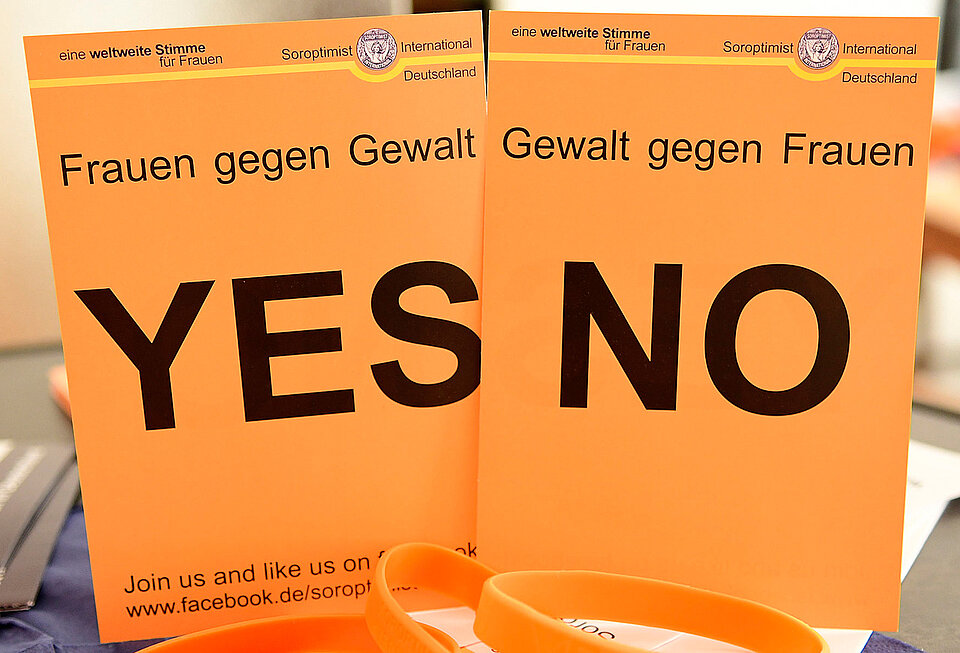 eine weltweite Stimme
für Frauen
Soroptimist International
Deutschland
Frauen gegen Gewalt
YES
Join us and like us on
www.facebook.de/soroptimist
eine weltweite Stimme
für Frauen
Soroptimist International
Deutschland
Gewalt gegen Frauen
NO